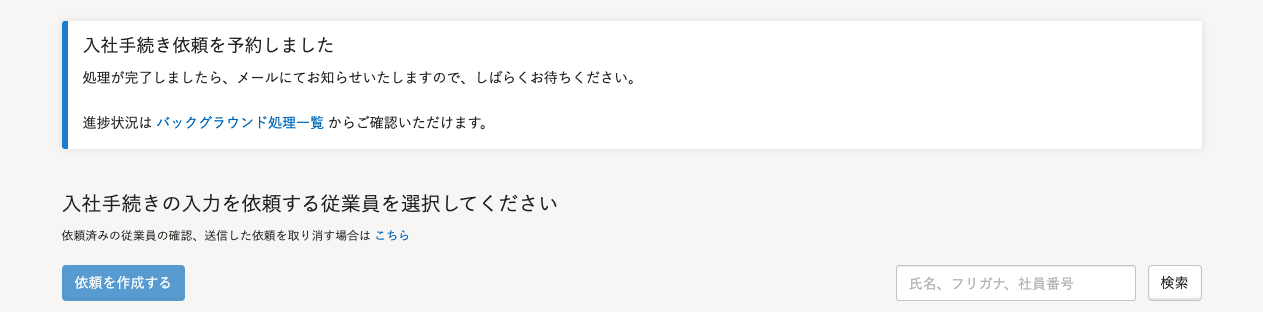 入社手続き依頼を予約しました
処理が完了しましたら、メールにてお知らせいたしますので、しばらくお待ちください。
進捗状況は バックグラウンド処理一覧 からご確認いただけます。
入社手続きの入力を依頼する従業員を選択してください
依頼済みの従業員の確認、送信した依頼を取り消す場合は こちら
依頼を作成する 氏名、フリガナ、社員番号 検索